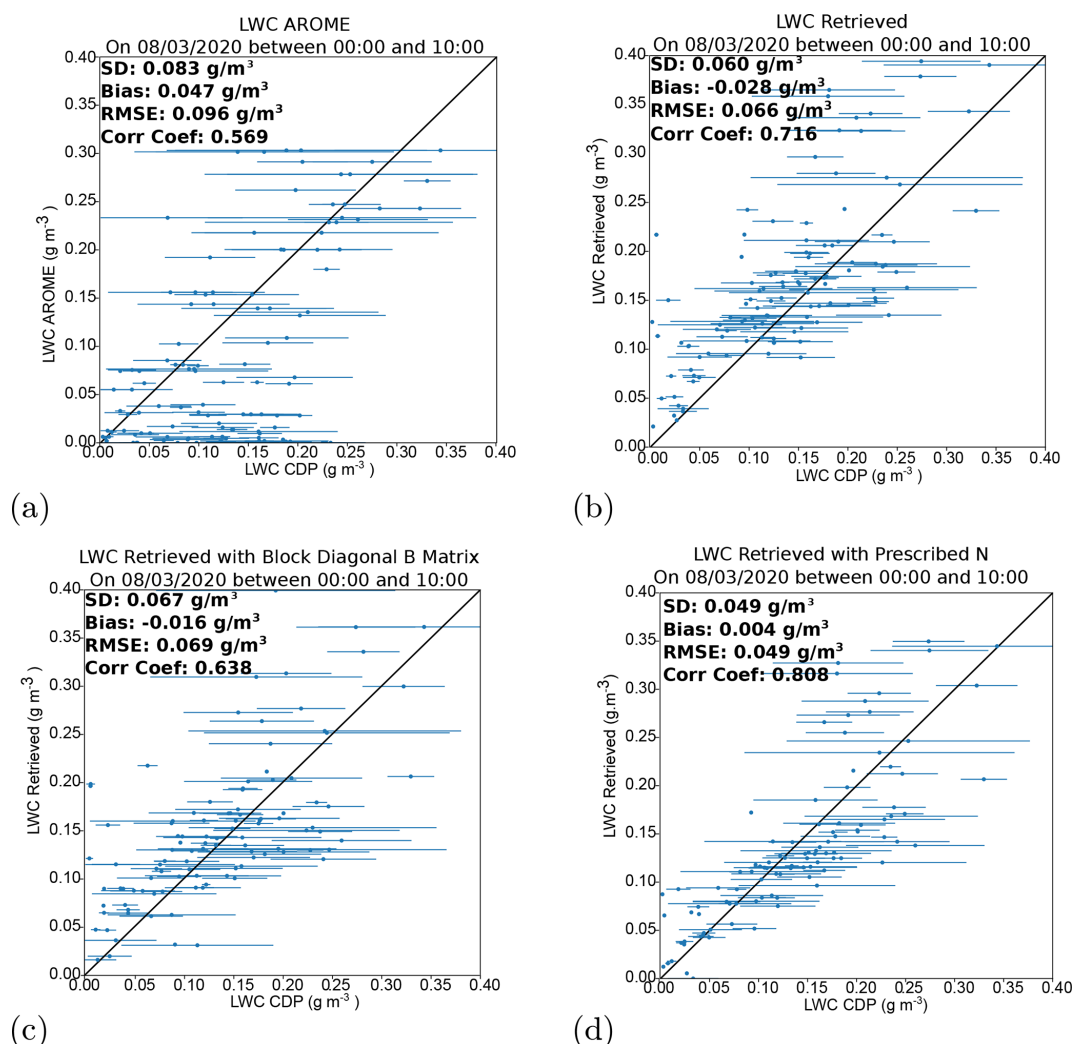 LWC AROME
On 08/03/2020 between 00:00 and 10:00
SD: 0.083 g/m³
Bias: 0.047 g/m³
RMSE: 0.096 g/m³
Corr Coef: 0.569
0.40
0.35
0.30
0.25
0.20
0.15
0.10
0.05
0.00
LWC AROME (g m⁻³ )
0.00 0.05 0.10 0.15 0.20 0.25 0.30 0.35 0.40
LWC CDP (g m⁻³ )
(a)
LWC Retrieved
On 08/03/2020 between 00:00 and 10:00
SD: 0.060 g/m³
Bias: -0.028 g/m³
RMSE: 0.066 g/m³
Corr Coef: 0.716
0.40
0.35
0.30
0.25
0.20
0.15
0.10
0.05
0.00
LWC Retrieved (g m⁻³)
0.00 0.05 0.10 0.15 0.20 0.25 0.30 0.35 0.40
LWC CDP (g m⁻³ )
(b)
LWC Retrieved with Block Diagonal B Matrix
On 08/03/2020 between 00:00 and 10:00
SD: 0.067 g/m³
Bias: -0.016 g/m³
RMSE: 0.069 g/m³
Corr Coef: 0.638
0.40
0.35
0.30
0.25
0.20
0.15
0.10
0.05
0.00
LWC Retrieved (g m⁻³)
0.00 0.05 0.10 0.15 0.20 0.25 0.30 0.35 0.40
LWC CDP (g m⁻³ )
(c)
LWC Retrieved with Prescribed N
On 08/03/2020 between 00:00 and 10:00
SD: 0.049 g/m³
Bias: 0.004 g/m³
RMSE: 0.049 g/m³
Corr Coef: 0.808
0.40
0.35
0.30
0.25
0.20
0.15
0.10
0.05
0.00
LWC Retrieved (g.m⁻³)
0.00 0.05 0.10 0.15 0.20 0.25 0.30 0.35 0.40
LWC CDP (g m⁻³)
(d)